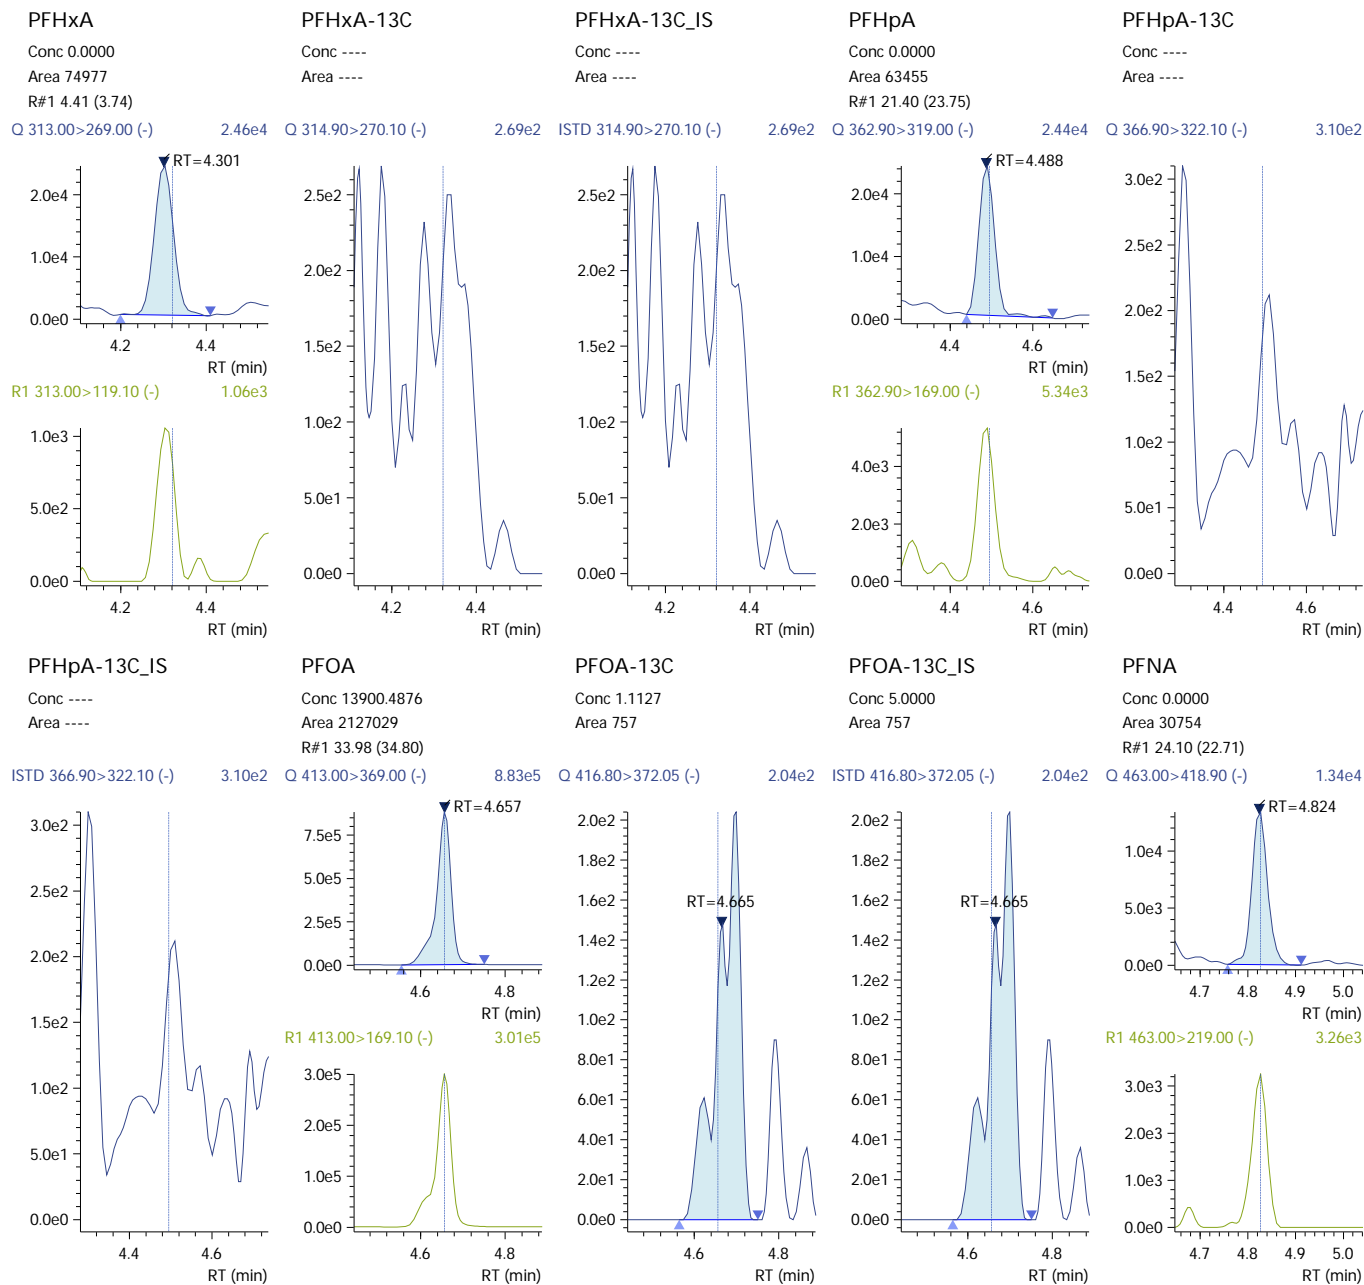 PFHxA
Conc 0.0000
Area 74977
R#1 4.41 (3.74)
Q 313.00>269.00 (-) 2.46e4
RT=4.301
2.0e4
1.0e4
0.0e0
4.2 4.4
RT (min)
R1 313.00>119.10 (-) 1.06e3
1.0e3
5.0e2
0.0e0
4.2 4.4
RT (min)
PFHxA-13C
Conc ----
Area ----
Q 314.90>270.10 (-) 2.69e2
2.5e2
2.0e2
1.5e2
1.0e2
5.0e1
0.0e0
4.2 4.4
RT (min)
PFHxA-13C_IS
Conc ----
Area ----
ISTD 314.90>270.10 (-) 2.69e2
2.5e2
2.0e2
1.5e2
1.0e2
5.0e1
0.0e0
4.2 4.4
RT (min)
PFHpA
Conc 0.0000
Area 63455
R#1 21.40 (23.75)
Q 362.90>319.00 (-) 2.44e4
RT=4.488
2.0e4
1.0e4
0.0e0
4.4 4.6
RT (min)
R1 362.90>169.00 (-) 5.34e3
4.0e3
2.0e3
0.0e0
4.4 4.6
RT (min)
PFHpA-13C
Conc ----
Area ----
Q 366.90>322.10 (-) 3.10e2
3.0e2
2.5e2
2.0e2
1.5e2
1.0e2
5.0e1
0.0e0
4.4 4.6
RT (min)
PFHpA-13C_IS
Conc ----
Area ----
ISTD 366.90>322.10 (-) 3.10e2
3.0e2
2.5e2
2.0e2
1.5e2
1.0e2
5.0e1
0.0e0
4.4 4.6
RT (min)
PFOA
Conc 13900.4876
Area 2127029
R#1 33.98 (34.80)
Q 413.00>369.00 (-) 8.83e5
RT=4.657
7.5e5
5.0e5
2.5e5
0.0e0
4.6 4.8
RT (min)
R1 413.00>169.10 (-) 3.01e5
3.0e5
2.0e5
1.0e5
0.0e0
4.6 4.8
RT (min)
PFOA-13C
Conc 1.1127
Area 757
Q 416.80>372.05 (-) 2.04e2
2.0e2
1.8e2
1.6e2
RT=4.665
1.4e2
1.2e2
1.0e2
8.0e1
6.0e1
4.0e1
2.0e1
0.0e0
4.6 4.8
RT (min)
PFOA-13C_IS
Conc 5.0000
Area 757
ISTD 416.80>372.05 (-) 2.04e2
2.0e2
1.8e2
1.6e2
RT=4.665
1.4e2
1.2e2
1.0e2
8.0e1
6.0e1
4.0e1
2.0e1
0.0e0
4.6 4.8
RT (min)
PFNA
Conc 0.0000
Area 30754
R#1 24.10 (22.71)
Q 463.00>418.90 (-) 1.34e4
RT=4.824
1.0e4
5.0e3
0.0e0
4.7 4.8 4.9 5.0
RT (min)
R1 463.00>219.00 (-) 3.26e3
3.0e3
2.0e3
1.0e3
0.0e0
4.7 4.8 4.9 5.0
RT (min)